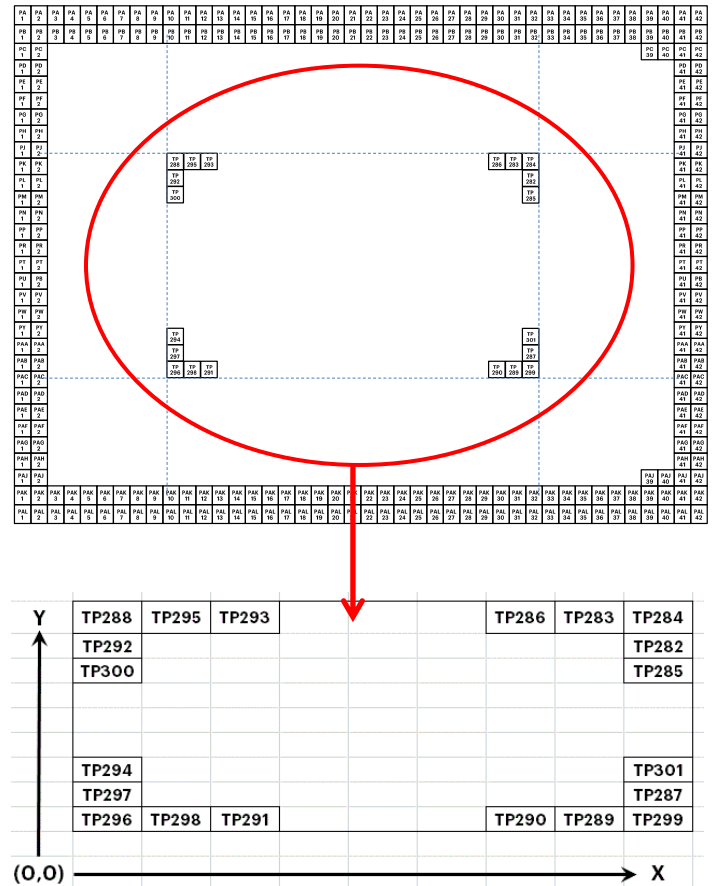 PA 1 PA 2 PA 3 PA 4 PA 5 PA 6 PA 7 PA 8 PA 9 PA 10 PA 11 PA 12 PA 13 PA 14 PA 15 PA 16 PA 17 PA 18 PA 19 PA 20 PA 21 PA 22 PA 23 PA 24 PA 25 PA 26 PA 27 PA 28 PA 29 PA 30 PA 31 PA 32 PA 33 PA 34 PA 35 PA 36 PA 37 PA 38 PA 39 PA 40 PA 41 PA 42
PB 1 PB 2 PB 3 PB 4 PB 5 PB 6 PB 7 PB 8 PB 9 PB 10 PB 11 PB 12 PB 13 PB 14 PB 15 PB 16 PB 17 PB 18 PB 19 PB 20 PB 21 PB 22 PB 23 PB 24 PB 25 PB 26 PB 27 PB 28 PB 29 PB 30 PB 31 PB 32 PB 33 PB 34 PB 35 PB 36 PB 37 PB 38 PB 39 PB 40 PB 41 PB 42
PC 1 PC 2 PC 39 PC 40 PC 41 PC 42
PD 1 PD 2 PD 41 PD 42
PE 1 PE 2 PE 41 PE 42
PF 1 PF 2 PF 41 PF 42
PG 1 PG 2 PG 41 PG 42
PH 1 PH 2 PH 41 PH 42
PJ 1 PJ 2 PJ 41 PJ 42
PK 1 PK 2 TP 288 TP 295 TP 293 TP 286 TP 283 TP 284 PK 41 PK 42
PL 1 PL 2 TP 292 TP 282 PL 41 PL 42
PM 1 PM 2 TP 300 TP 285 PM 41 PM 42
PN 1 PN 2 PN 41 PN 42
PP 1 PP 2 PP 41 PP 42
PR 1 PR 2 PR 41 PR 42
PT 1 PT 2 PT 41 PT 42
PU 1 PB 2 PU 41 PB 42
PV 1 PV 2 PV 41 PV 42
PW 1 PW 2 PW 41 PW 42
PY 1 PY 2 TP 294 TP 301 PY 41 PY 42
PAA 1 PAA 2 TP 297 TP 287 PAA 41 PAA 42
PAB 1 PAB 2 TP 296 TP 298 TP 291 TP 290 TP 289 TP 299 PAB 41 PAB 42
PAC 1 PAC 2 PAC 41 PAC 42
PAD 1 PAD 2 PAD 41 PAD 42
PAE 1 PAE 2 PAE 41 PAE 42
PAF 1 PAF 2 PAF 41 PAF 42
PAG 1 PAG 2 PAG 41 PAG 42
PAH 1 PAH 2 PAH 41 PAH 42
PAJ 1 PAJ 2 PAJ 39 PAJ 40 PAJ 41 PAJ 42
PAK 1 PAK 2 PAK 3 PAK 4 PAK 5 PAK 6 PAK 7 PAK 8 PAK 9 PAK 10 PAK 11 PAK 12 PAK 13 PAK 14 PAK 15 PAK 16 PAK 17 PAK 18 PAK 19 PAK 20 PAK 22 PAK 23 PAK 24 PAK 25 PAK 26 PAK 27 PAK 28 PAK 29 PAK 30 PAK 31 PAK 32 PAK 33 PAK 34 PAK 35 PAK 36 PAK 37 PAK 38 PAK 39 PAK 40 PAK 41 PAK 42
PAL 1 PAL 2 PAL 3 PAL 4 PAL 5 PAL 6 PAL 7 PAL 8 PAL 9 PAL 10 PAL 11 PAL 12 PAL 13 PAL 14 PAL 15 PAL 16 PAL 17 PAL 18 PAL 19 PAL 20 PAL 22 PAL 23 PAL 24 PAL 25 PAL 26 PAL 27 PAL 28 PAL 29 PAL 30 PAL 31 PAL 32 PAL 33 PAL 34 PAL 35 PAL 36 PAL 37 PAL 38 PAL 39 PAL 40 PAL 41 PAL 42
Y TP288 TP295 TP293 TP286 TP283 TP284
TP292 TP282
TP300 TP285
TP294 TP301
TP297 TP287
TP296 TP298 TP291 TP290 TP289 TP299
(0,0) X